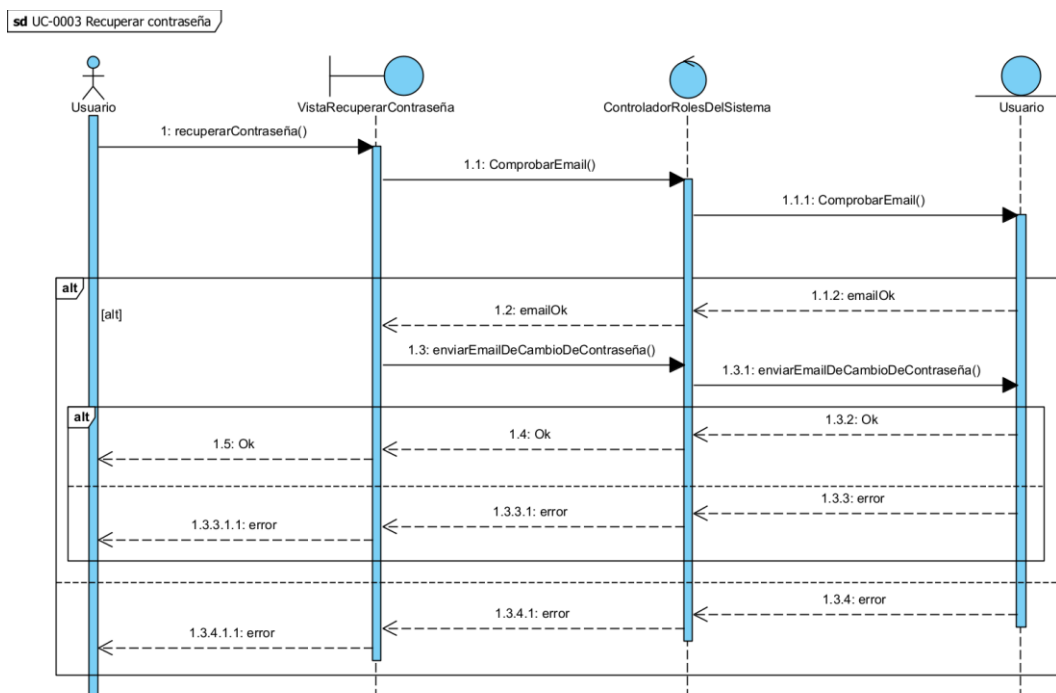 sd UC-0003 Recuperar contraseña
Usuario
VistaRecuperarContraseña
ControladorRolesDelSistema
Usuario
1: recuperarContraseña()
1.1: ComprobarEmail()
1.1.1: ComprobarEmail()
alt
[alt]
1.1.2: emailOk
1.2: emailOk
1.3: enviarEmailDeCambioDeContraseña()
1.3.1: enviarEmailDeCambioDeContraseña()
alt
1.3.2: Ok
1.4: Ok
1.5: Ok
1.3.3: error
1.3.3.1: error
1.3.3.1.1: error
1.3.4: error
1.3.4.1: error
1.3.4.1.1: error